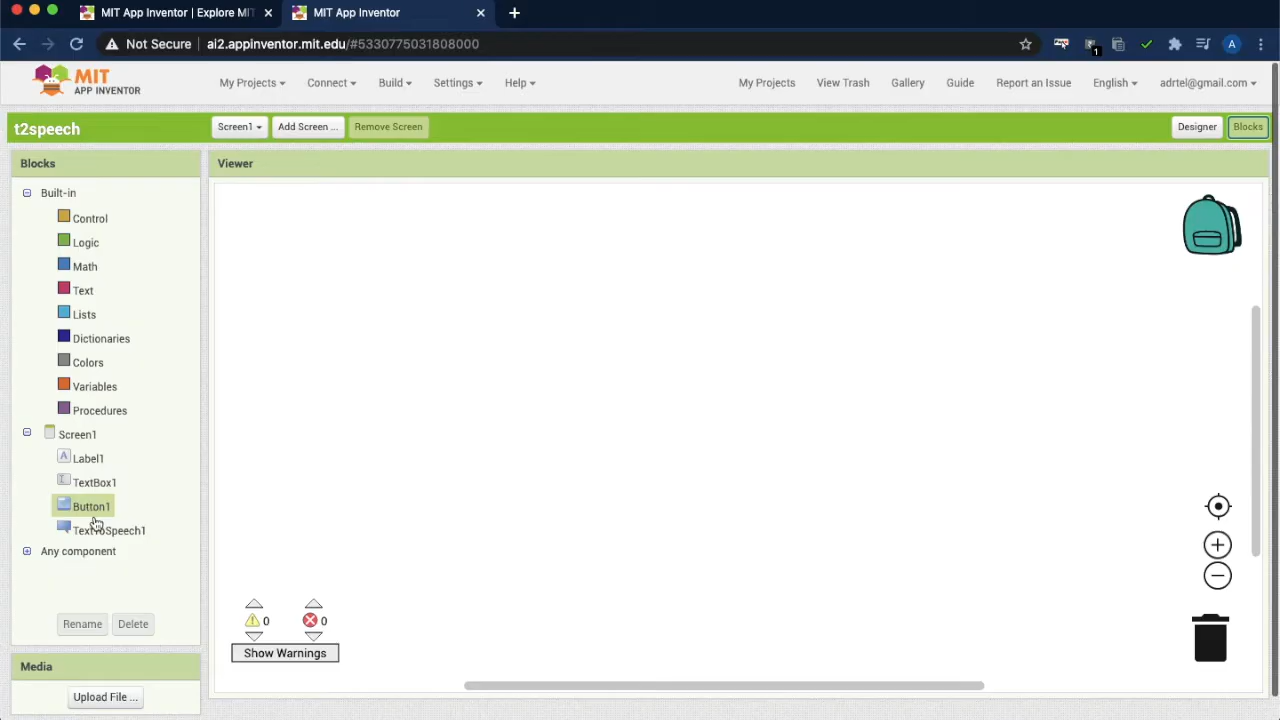 MIT App Inventor | Explore MIT
MIT App Inventor
Not Secure
ai2.appinventor.mit.edu/#5330775031808000
1
A
MIT
APP INVENTOR
My Projects
Connect
Build
Settings
Help
My Projects
View Trash
Gallery
Guide
Report an Issue
English
adrtel@gmail.com
t2speech
Screen1
Add Screen ...
Remove Screen
Designer
Blocks
Blocks
Viewer
Built-in
Control
Logic
Math
Text
Lists
Dictionaries
Colors
Variables
Procedures
Screen1
A
Label1
TextBox1
Button1
TextToSpeech1
Any component
0
0
Show Warnings
Rename
Delete
Media
Upload File ...